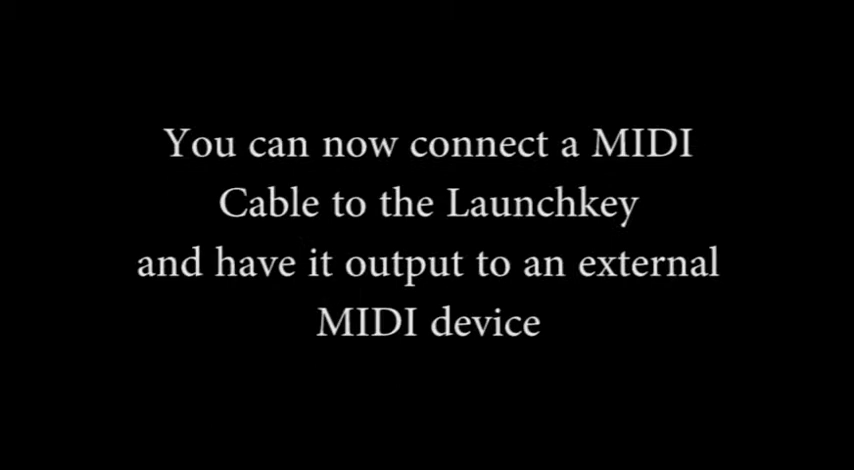 You can now connect a MIDI
Cable to the Launchkey
and have it output to an external
MIDI device